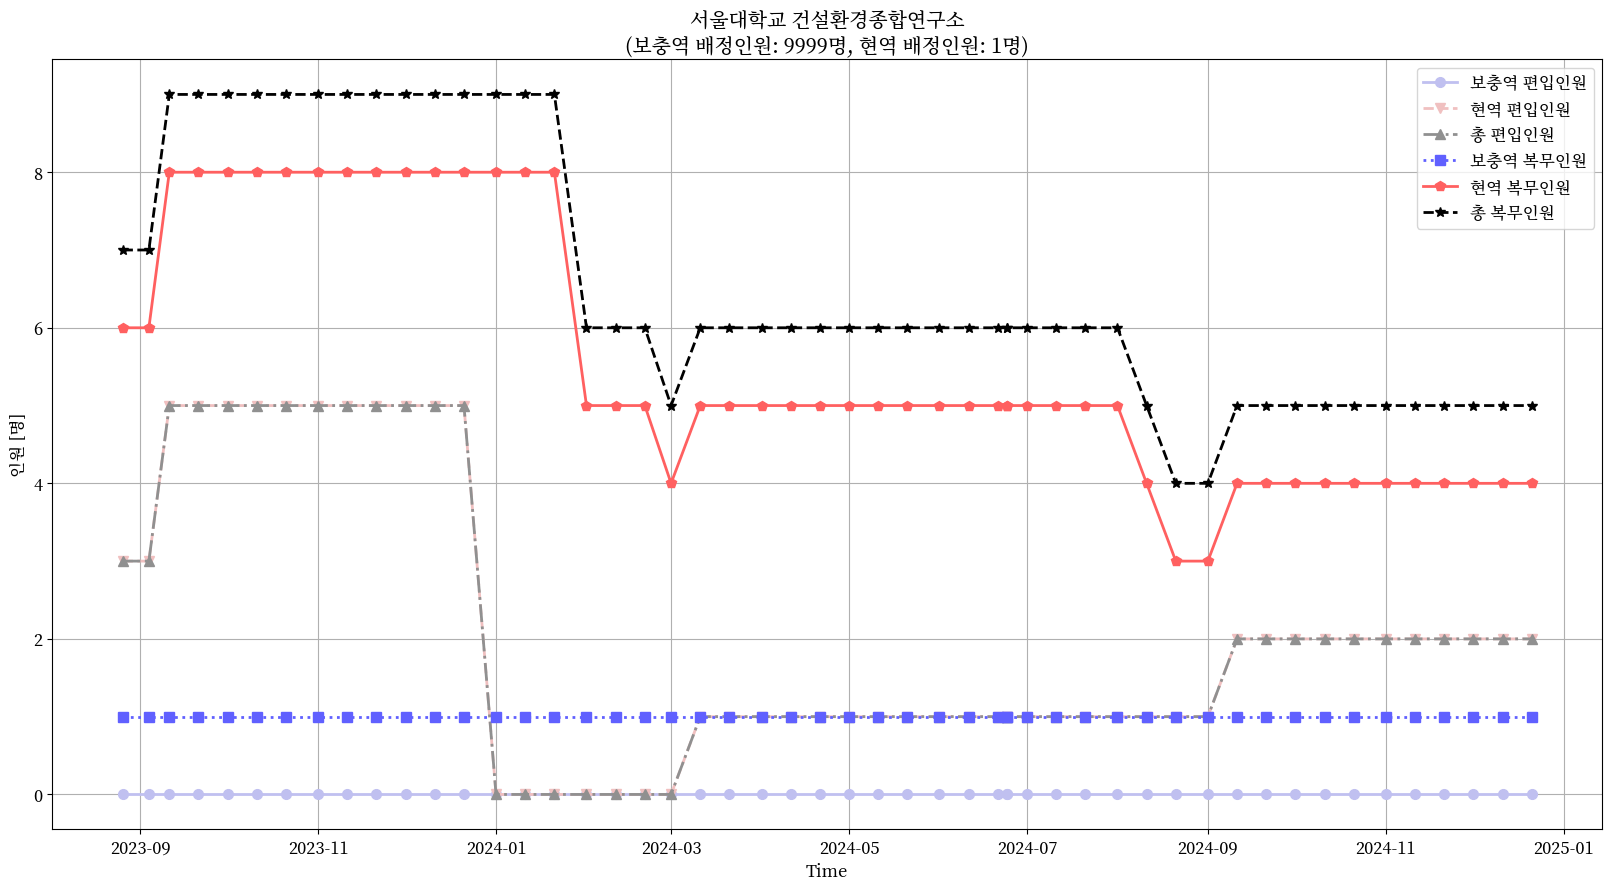 서울대학교 건설환경종합연구소
(보충역 배정인원: 9999명, 현역 배정인원: 1명)
보충역 편입인원
현역 편입인원
총 편입인원
보충역 복무인원
현역 복무인원
총 복무인원
인원 [명]
8
6
4
2
0
2023-09
2023-11
2024-01
2024-03
2024-05
2024-07
2024-09
2024-11
2025-01
Time